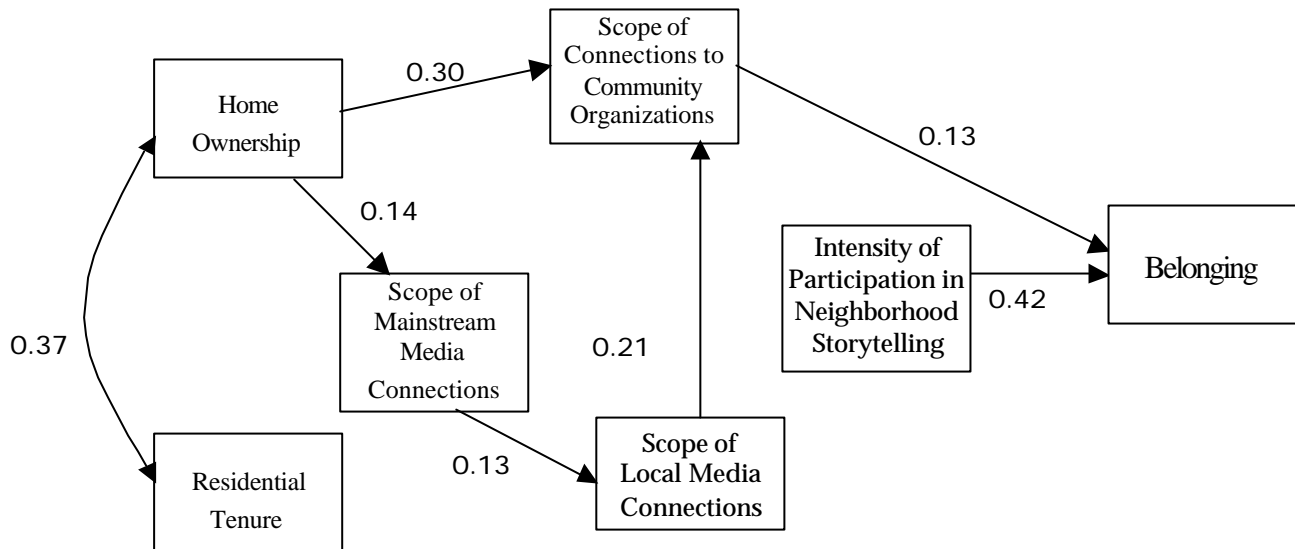 Scope of
Connections to
Community
Organizations
0.30
Home
Ownership
0.13
0.14
Intensity of
Participation in
Neighborhood
Storytelling
Belonging
0.42
Scope of
Mainstream
Media
Connections
0.37
0.21
0.13
Scope of
Local Media
Connections
Residential
Tenure